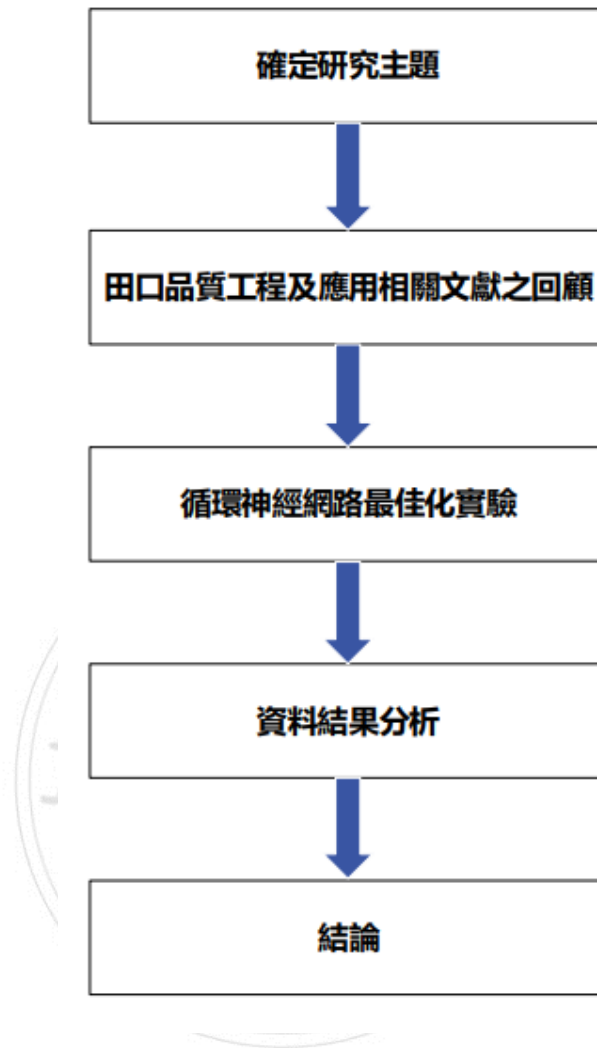 確定研究主題
田口品質工程及應用相關文獻之回顧
循環神經網路最佳化實驗
資料結果分析
結論